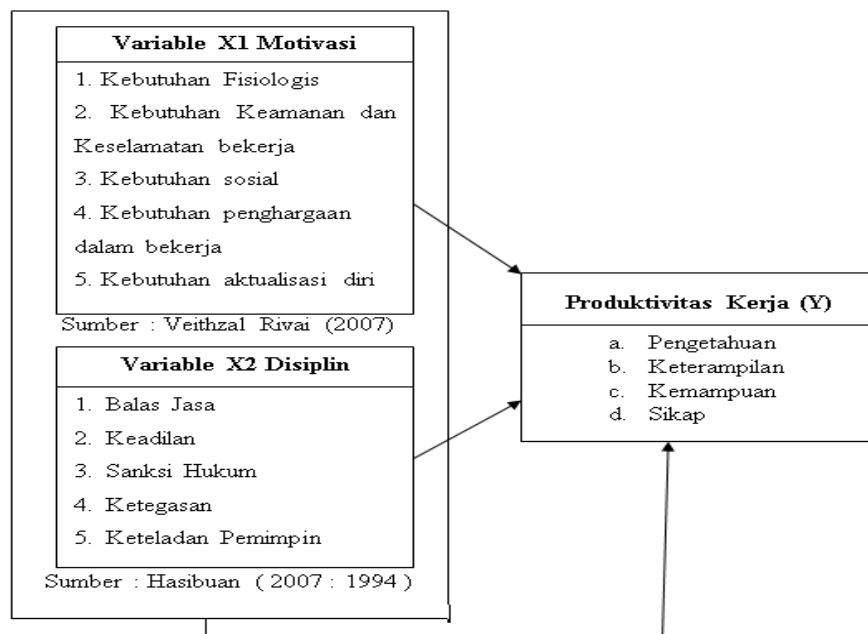 Variable X1 Motivasi
1. Kebutuhan Fisiologis
2. Kebutuhan Keamanan dan
Keselamatan bekerja
3. Kebutuhan sosial
4. Kebutuhan penghargaan
dalam bekerja
5. Kebutuhan aktualisasi diri
Sumber : Veithzal Rivai (2007)
Variable X2 Disiplin
1. Balas Jasa
2. Keadilan
3. Sanksi Hukum
4. Ketegasan
5. Keteladan Pemimpin
Sumber : Hasibuan ( 2007 : 1994 )
Produktivitas Kerja (Y)
a. Pengetahuan
b. Keterampilan
c. Kemampuan
d. Sikap